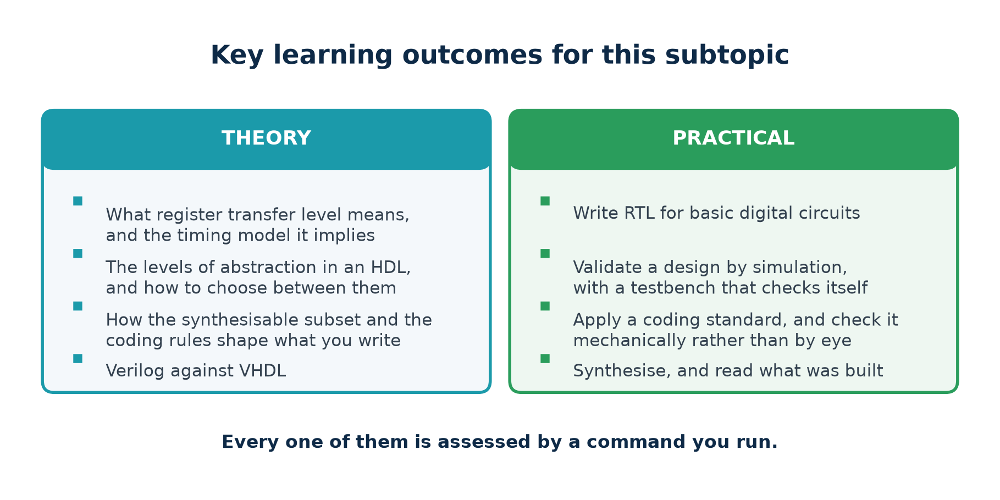 Key learning outcomes for this subtopic
THEORY
What register transfer level means,
and the timing model it implies
The levels of abstraction in an HDL,
and how to choose between them
How the synthesisable subset and the
coding rules shape what you write
Verilog against VHDL
PRACTICAL
Write RTL for basic digital circuits
Validate a design by simulation,
with a testbench that checks itself
Apply a coding standard, and check it
mechanically rather than by eye
Synthesise, and read what was built
Every one of them is assessed by a command you run.